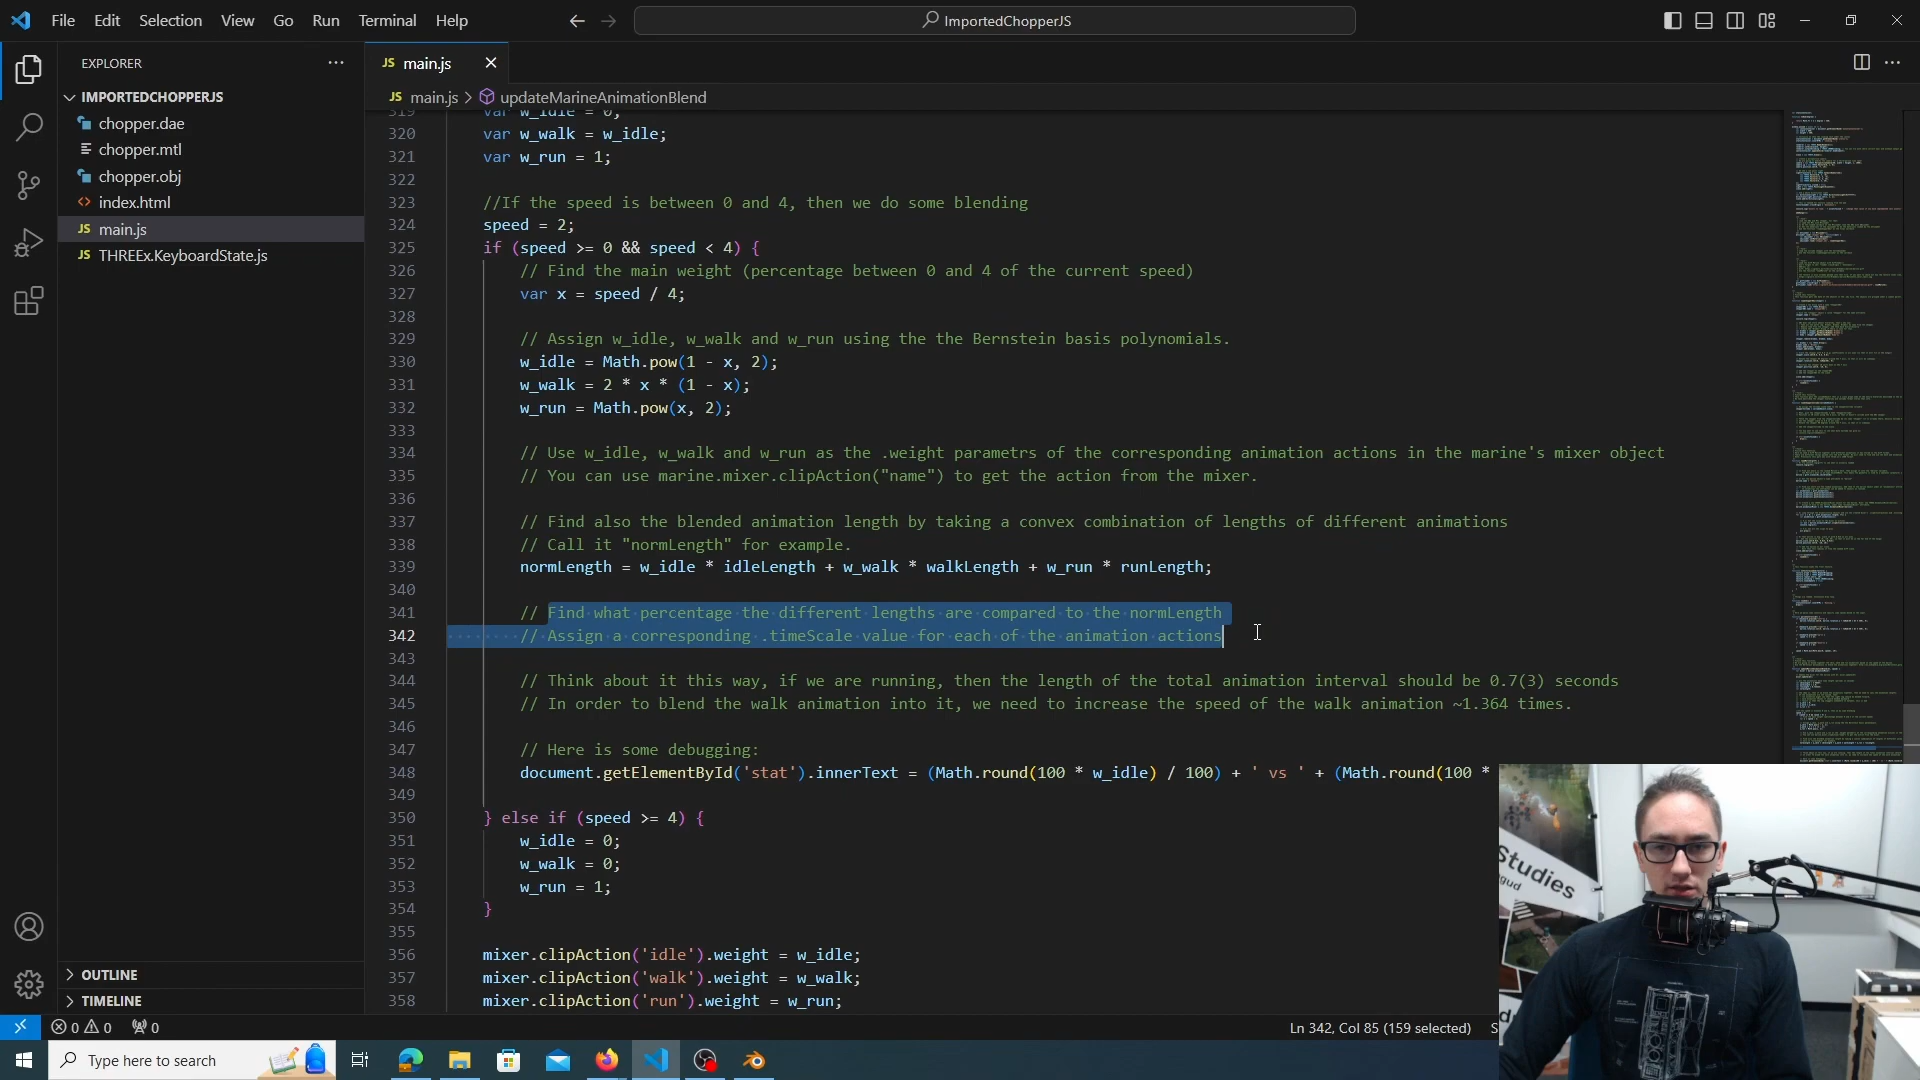 File Edit Selection View Go Run Terminal Help
ImportedChopperJS
EXPLORER
JS main.js
IMPORTEDCHOPPERJS
JS main.js > updateMarineAnimationBlend
chopper.dae
chopper.mtl
chopper.obj
<> index.html
JS main.js
JS THREEx.KeyboardState.js
319 var w_idle = 0;
320 var w_walk = w_idle;
321 var w_run = 1;
322
323 //If the speed is between 0 and 4, then we do some blending
324 speed = 2;
325 if (speed >= 0 && speed < 4) {
326 // Find the main weight (percentage between 0 and 4 of the current speed)
327 var x = speed / 4;
328
329 // Assign w_idle, w_walk and w_run using the the Bernstein basis polynomials.
330 w_idle = Math.pow(1 - x, 2);
331 w_walk = 2 * x * (1 - x);
332 w_run = Math.pow(x, 2);
333
334 // Use w_idle, w_walk and w_run as the .weight parametrs of the corresponding animation actions in the marine's mixer object
335 // You can use marine.mixer.clipAction("name") to get the action from the mixer.
336
337 // Find also the blended animation length by taking a convex combination of lengths of different animations
338 // Call it "normLength" for example.
339 normLength = w_idle * idleLength + w_walk * walkLength + w_run * runLength;
340
341 // Find what percentage the different lengths are compared to the normLength
342 // Assign a corresponding .timeScale value for each of the animation actions
343
344 // Think about it this way, if we are running, then the length of the total animation interval should be 0.7(3) seconds
345 // In order to blend the walk animation into it, we need to increase the speed of the walk animation ~1.364 times.
346
347 // Here is some debugging:
348 document.getElementById('stat').innerText = (Math.round(100 * w_idle) / 100) + ' vs ' + (Math.round(100 *
349
350 } else if (speed >= 4) {
351 w_idle = 0;
352 w_walk = 0;
353 w_run = 1;
354 }
355
356 mixer.clipAction('idle').weight = w_idle;
357 mixer.clipAction('walk').weight = w_walk;
358 mixer.clipAction('run').weight = w_run;
OUTLINE
TIMELINE
Studies
0 0 0
Ln 342, Col 85 (159 selected)
Type here to search